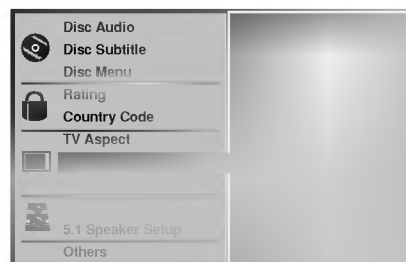 Disc Audio
Disc Subtitle
Disc Menu
Rating
Country Code
TV Aspect
5.1 Speaker Setup
Others